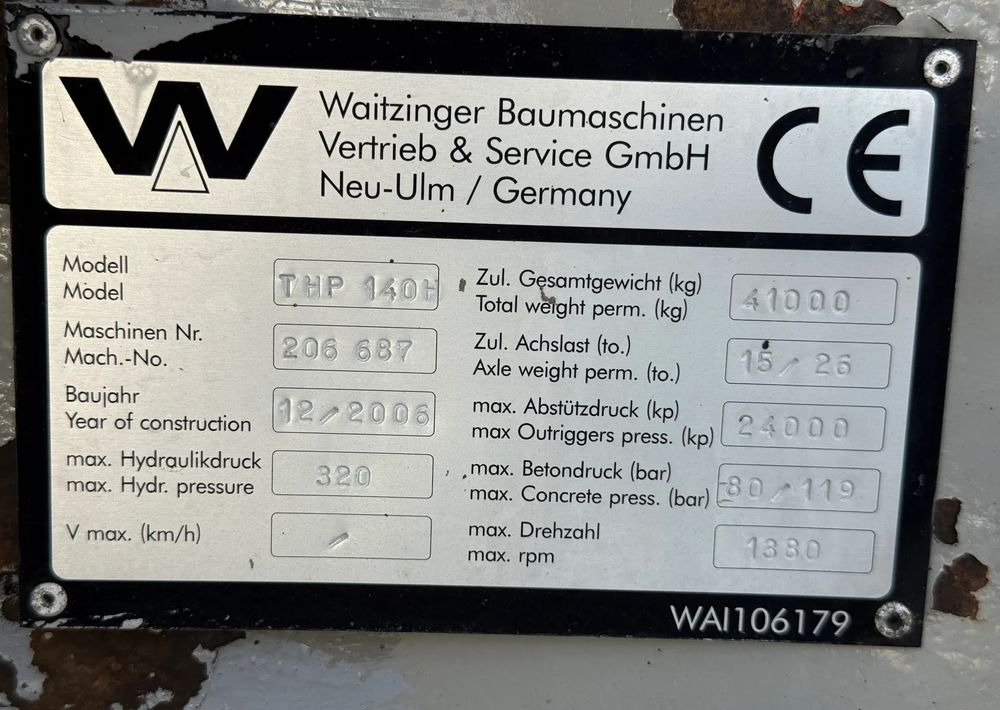 Waitzinger Baumaschinen
Vertrieb & Service GmbH
Neu-Ulm / Germany
CE
Modell
Model
THP 140H
Maschinen Nr.
Mach.-No.
206 687
Baujahr
Year of construction
12/2006
max. Hydraulikdruck
max. Hydr. pressure
320
V max. (km/h)
/
Zul. Gesamtgewicht (kg)
Total weight perm. (kg)
41000
Zul. Achslast (to.)
Axle weight perm. (to.)
15/26
max. Abstützdruck (kp)
max Outriggers press. (kp)
24000
max. Betondruck (bar)
max. Concrete press. (bar)
80/119
max. Drehzahl
max. rpm
1380
WAI106179